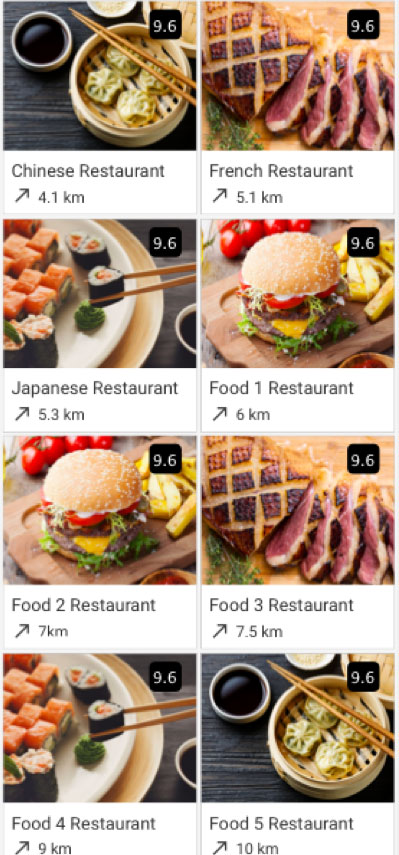 9.6
9.6
Chinese Restaurant
French Restaurant
4.1 km
5.1 km
9.6
9.6
Japanese Restaurant
Food 1 Restaurant
5.3 km
6 km
9.6
9.6
Food 2 Restaurant
Food 3 Restaurant
7km
7.5 km
9.6
9.6
Food 4 Restaurant
Food 5 Restaurant
9 km
10 km